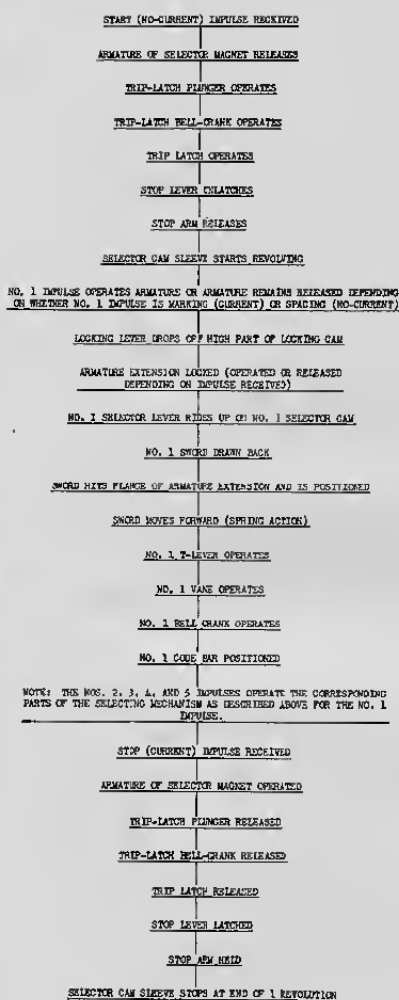 START (NO-CURRENT) IMPULSE RECEIVED
ARMATURE OF SELECTOR MAGNET RELEASES
TRIP-LATCH PLUNGER OPERATES
TRIP-LATCH BELL-CRANK OPERATES
TRIP LATCH OPERATES
STOP LEVER UNLATCHES
STOP ARM RELEASES
SELECTOR CAM SLEEVE STARTS REVOLVING
NO. 1 IMPULSE OPERATES ARMATURE OR ARMATURE REMAINS RELEASED DEPENDING
ON WHETHER NO. 1 IMPULSE IS MARKING (CURRENT) OR SPACING (NO-CURRENT)
LOCKING LEVER DROPS OFF HIGH PART OF LOCKING CAM
ARMATURE EXTENSION LOCKED (OPERATED OR RELEASED
DEPENDING ON IMPULSE RECEIVED)
NO. 1 SELECTOR LEVER RIDES UP ON NO. 1 SELECTOR CAM
NO. 1 SWORD DRAWN BACK
SWORD HITS FLANGE OF ARMATURE EXTENSION AND IS POSITIONED
SWORD MOVES FORWARD (SPRING ACTION)
NO. 1 T-LEVER OPERATES
NO. 1 VANE OPERATES
NO. 1 BELL CRANK OPERATES
NO. 1 CODE BAR POSITIONED
NOTE: THE NOS. 2, 3, 4, AND 5 IMPULSES OPERATE THE CORRESPONDING
PARTS OF THE SELECTING MECHANISM AS DESCRIBED ABOVE FOR THE NO. 1
IMPULSE.
STOP (CURRENT) IMPULSE RECEIVED
ARMATURE OF SELECTOR MAGNET OPERATED
TRIP-LATCH PLUNGER RELEASED
TRIP-LATCH BELL-CRANK RELEASED
TRIP LATCH RELEASED
STOP LEVER LATCHED
STOP ARM HELD
SELECTOR CAM SLEEVE STOPS AT END OF 1 REVOLUTION